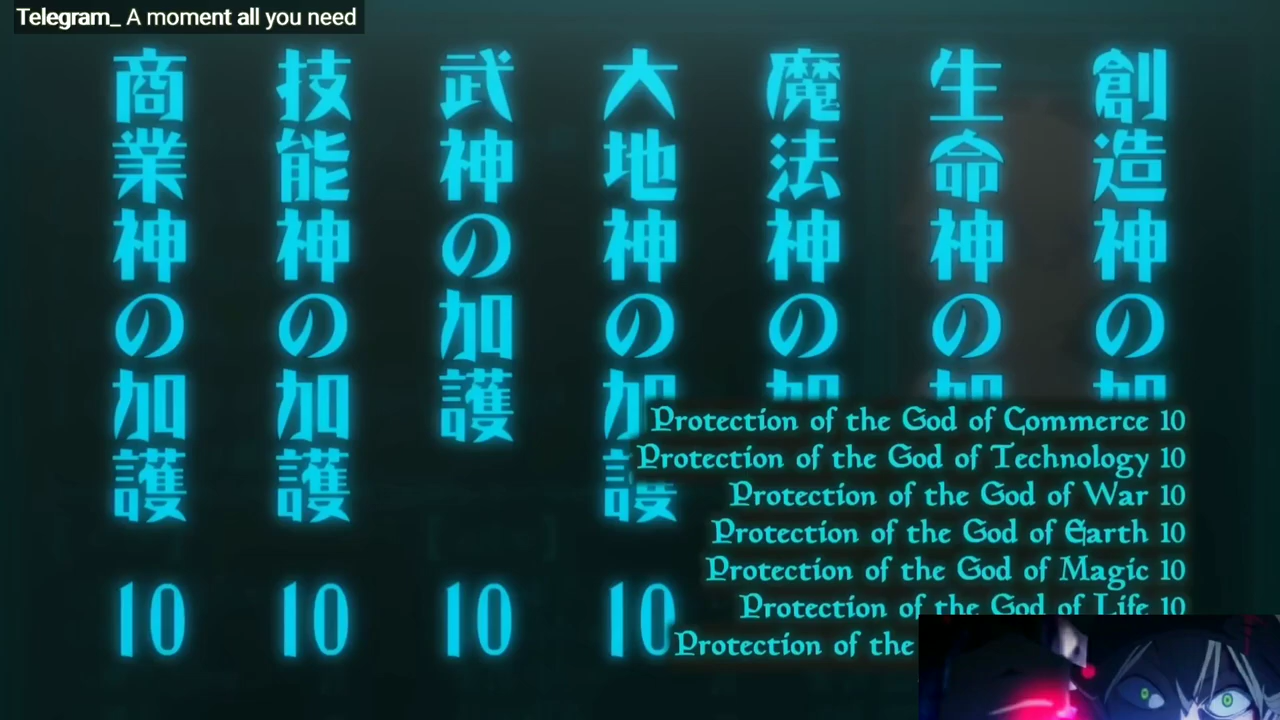 Telegram_ A moment all you need
創造神の加
生命神の加
魔法神の加
大地神の加護 10
武神の加護 10
技能神の加護 10
商業神の加護 10
Protection of the God of Commerce 10
Protection of the God of Technology 10
Protection of the God of War 10
Protection of the God of Earth 10
Protection of the God of Magic 10
Protection of the God of Life 10
Protection of the